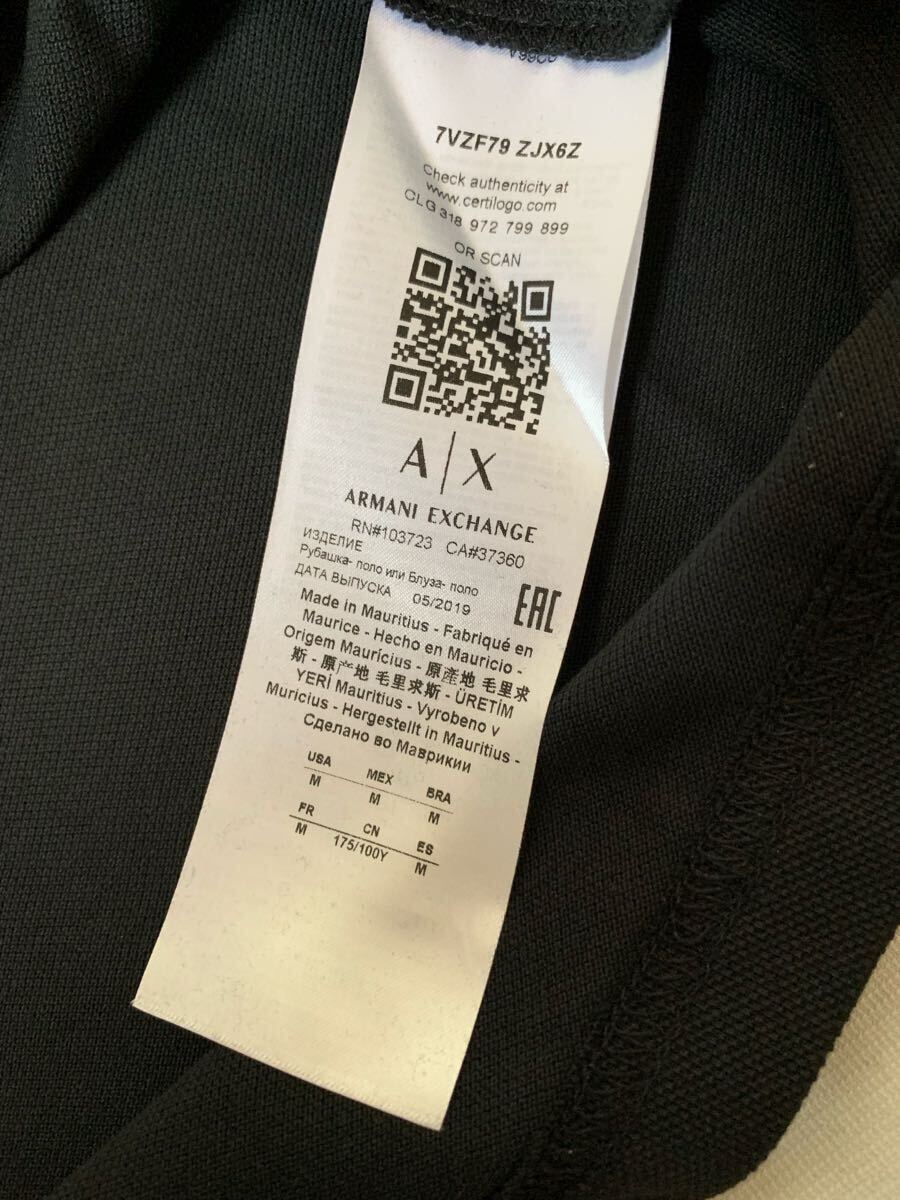 7VZF79 ZJX6Z
Check authenticity at
www.certilogo.com
CLG 318 972 799 899
OR SCAN
A|X
ARMANI EXCHANGE
RN#103723 CA#37360
ИЗДЕЛИЕ
Рубашка- поло или Блуза- поло
ДАТА ВЫПУСКА 05/2019
EAC
Made in Mauritius - Fabriqué en
Maurice - Hecho en Mauricio -
Origem Maurícius - 原產地 毛里求
斯 - 原产地 毛里求斯 - ÜRETİM
YERİ Mauritius - Vyrobeno v
Muricius - Hergestellt in Mauritius -
Сделано во Маврикии
USA MEX BRA
M M M
FR CN ES
M 175/100Y M